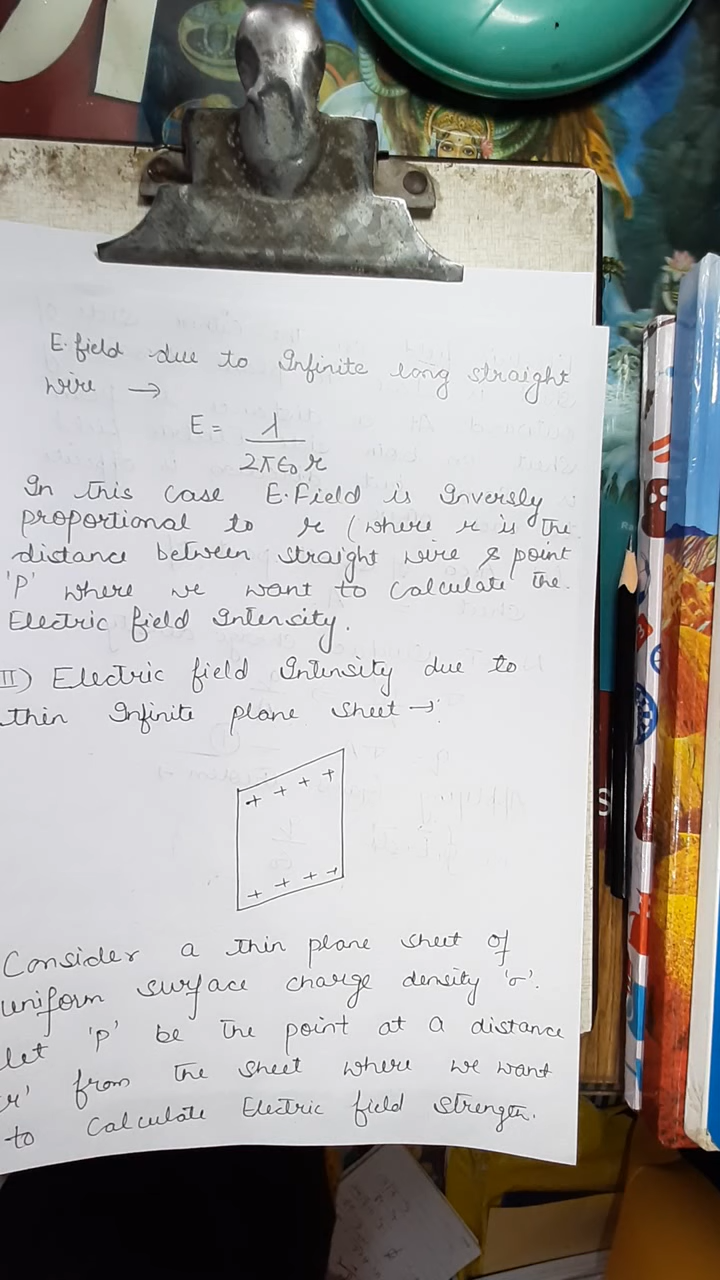 E.field due to Infinite long straight
wire →
E = λ / 2πε₀ r
In this case E.Field is Inversly
proportional to r (where r is the
distance between straight wire & point
'P' where we want to calculate the
Electric field Intensity.
II) Electric field Intensity due to
thin Infinite plane sheet →
+ + + +
+ + + +
Consider a thin plane sheet of
uniform surface charge density 'σ'.
let 'p' be the point at a distance
r' from the sheet where we want
to calculate Electric field strength.
S